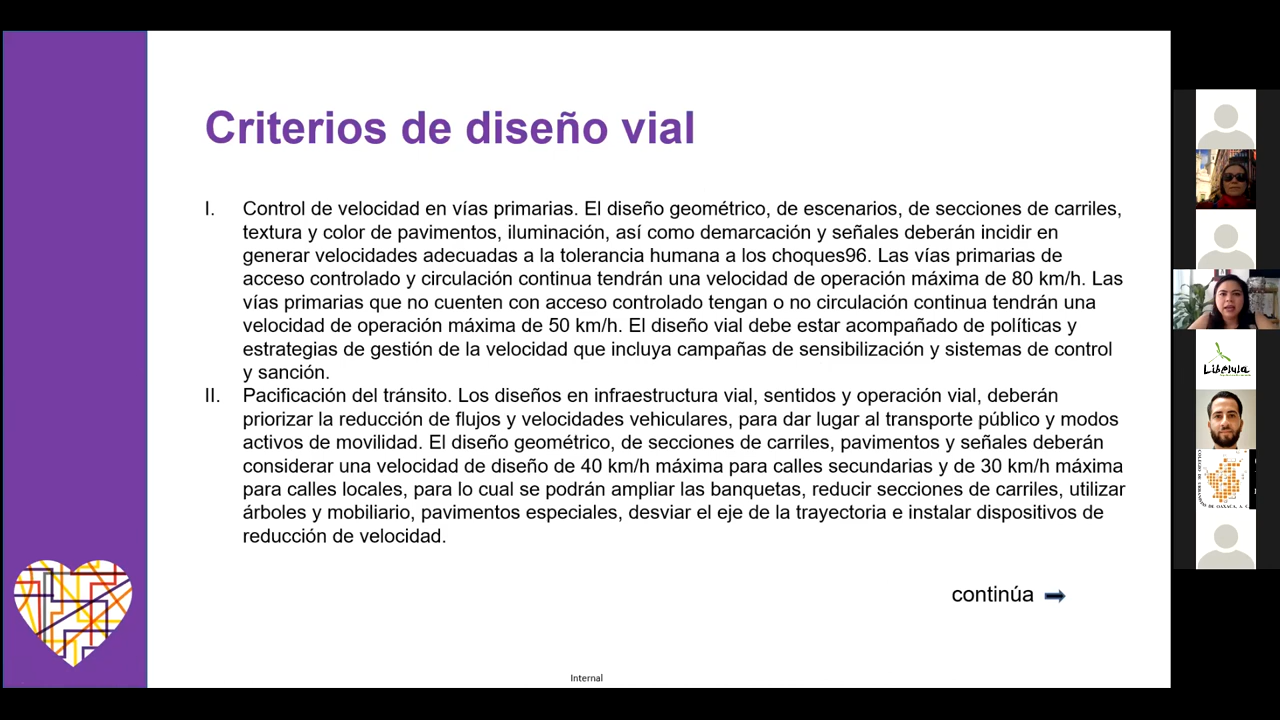 Criterios de diseño vial
I. Control de velocidad en vías primarias. El diseño geométrico, de escenarios, de secciones de carriles,
textura y color de pavimentos, iluminación, así como demarcación y señales deberán incidir en
generar velocidades adecuadas a la tolerancia humana a los choques96. Las vías primarias de
acceso controlado y circulación continua tendrán una velocidad de operación máxima de 80 km/h. Las
vías primarias que no cuenten con acceso controlado tengan o no circulación continua tendrán una
velocidad de operación máxima de 50 km/h. El diseño vial debe estar acompañado de políticas y
estrategias de gestión de la velocidad que incluya campañas de sensibilización y sistemas de control
y sanción.
II. Pacificación del tránsito. Los diseños en infraestructura vial, sentidos y operación vial, deberán
priorizar la reducción de flujos y velocidades vehiculares, para dar lugar al transporte público y modos
activos de movilidad. El diseño geométrico, de secciones de carriles, pavimentos y señales deberán
considerar una velocidad de diseño de 40 km/h máxima para calles secundarias y de 30 km/h máxima
para calles locales, para lo cual se podrán ampliar las banquetas, reducir secciones de carriles, utilizar
árboles y mobiliario, pavimentos especiales, desviar el eje de la trayectoria e instalar dispositivos de
reducción de velocidad.
continúa
Internal
Libélula